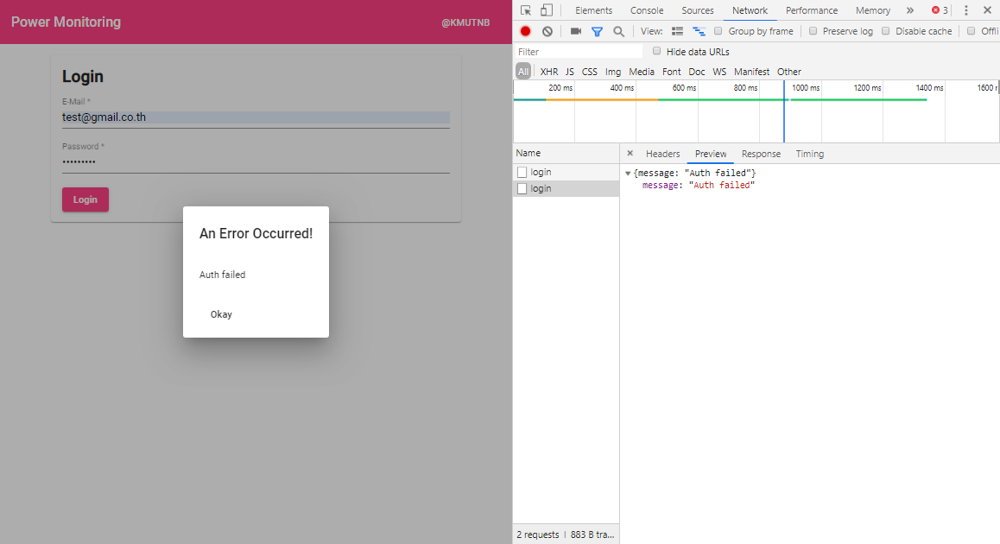 Power Monitoring
@KMUTNB
Login
E-Mail *
test@gmail.co.th
Password *
•••••••••
Login
An Error Occurred!
Auth failed
Okay
Elements Console Sources Network Performance Memory » 3
View: Group by frame Preserve log Disable cache Offli
Filter Hide data URLs
All XHR JS CSS Img Media Font Doc WS Manifest Other
200 ms 400 ms 600 ms 800 ms 1000 ms 1200 ms 1400 ms 1600 r
Name
login
login
2 requests 883 B tra...
× Headers Preview Response Timing
▼{message: "Auth failed"}
message: "Auth failed"